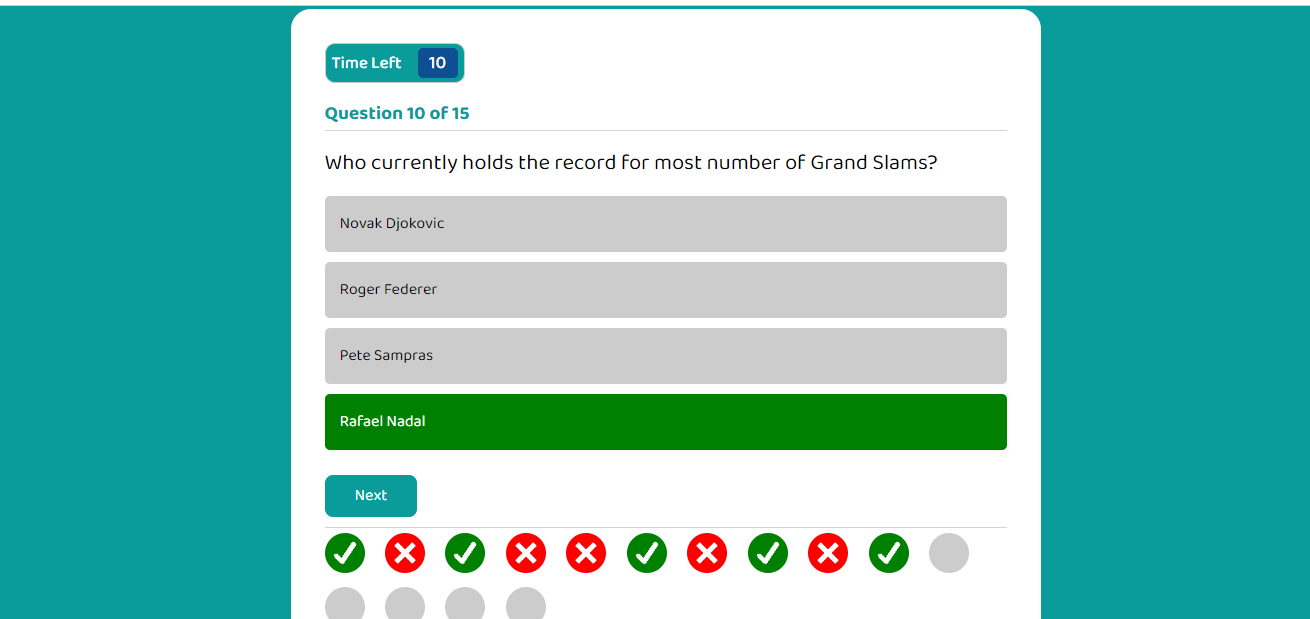 Time Left 10
Question 10 of 15
Who currently holds the record for most number of Grand Slams?
Novak Djokovic
Roger Federer
Pete Sampras
Rafael Nadal
Next